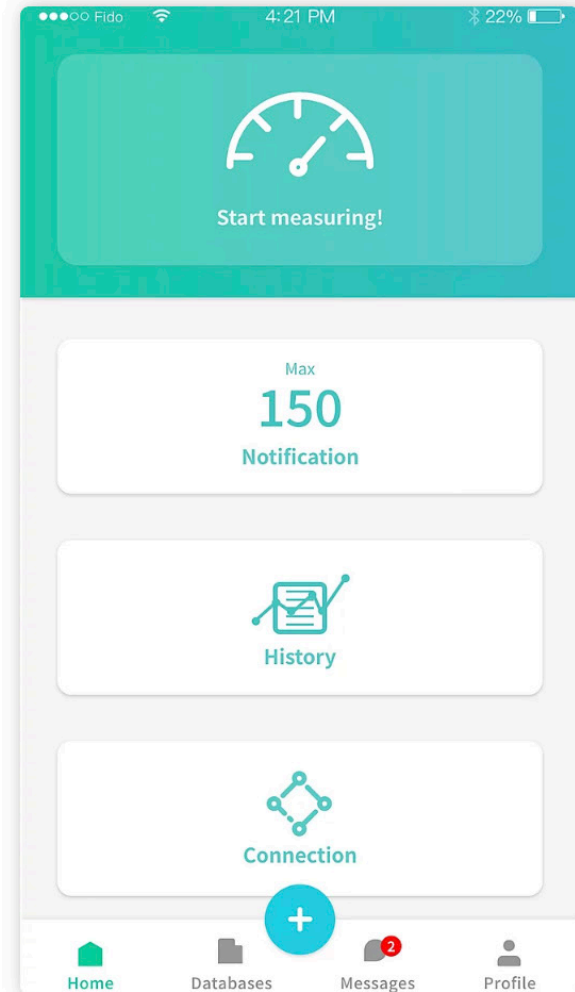 Fido 4:21 PM 22%
Start measuring!
Max
150
Notification
History
Connection
+
2
Home Databases Messages Profile